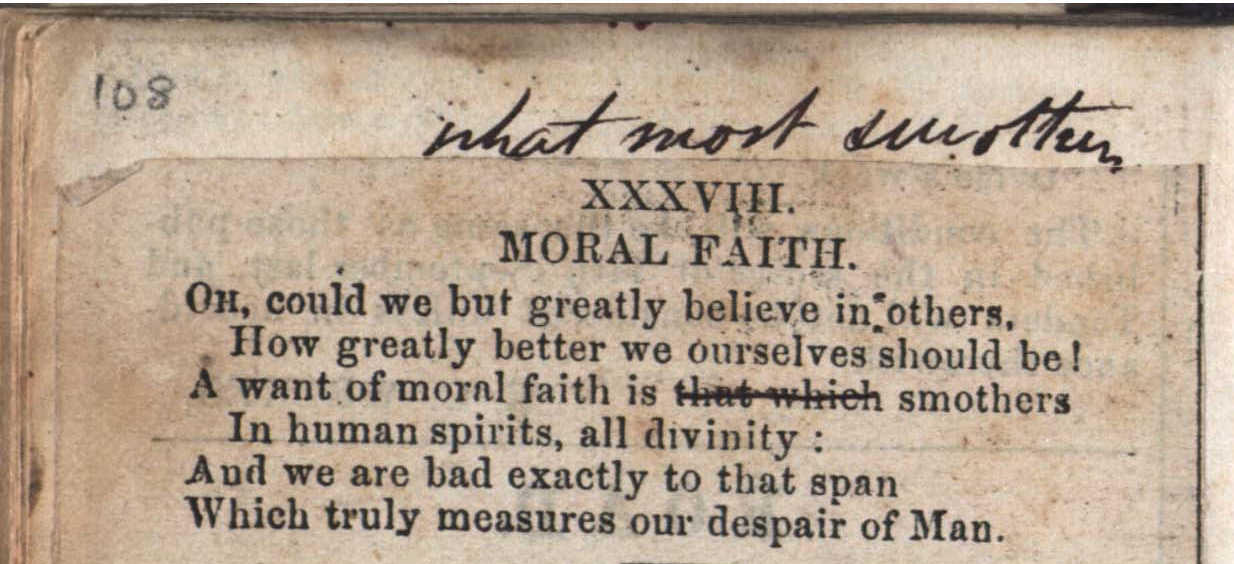 108
what most smothers
XXXVIII.
MORAL FAITH.
OH, could we but greatly believe in others,
How greatly better we ourselves should be!
A want of moral faith is that which smothers
In human spirits, all divinity :
And we are bad exactly to that span
Which truly measures our despair of Man.